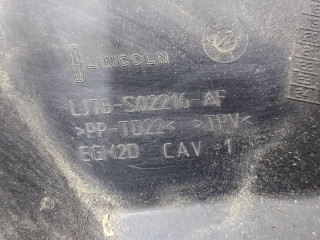 LINCOLN
LJ7B-S02216-AF
>PP-TD22< >TPV<
EGM2D CAV 1